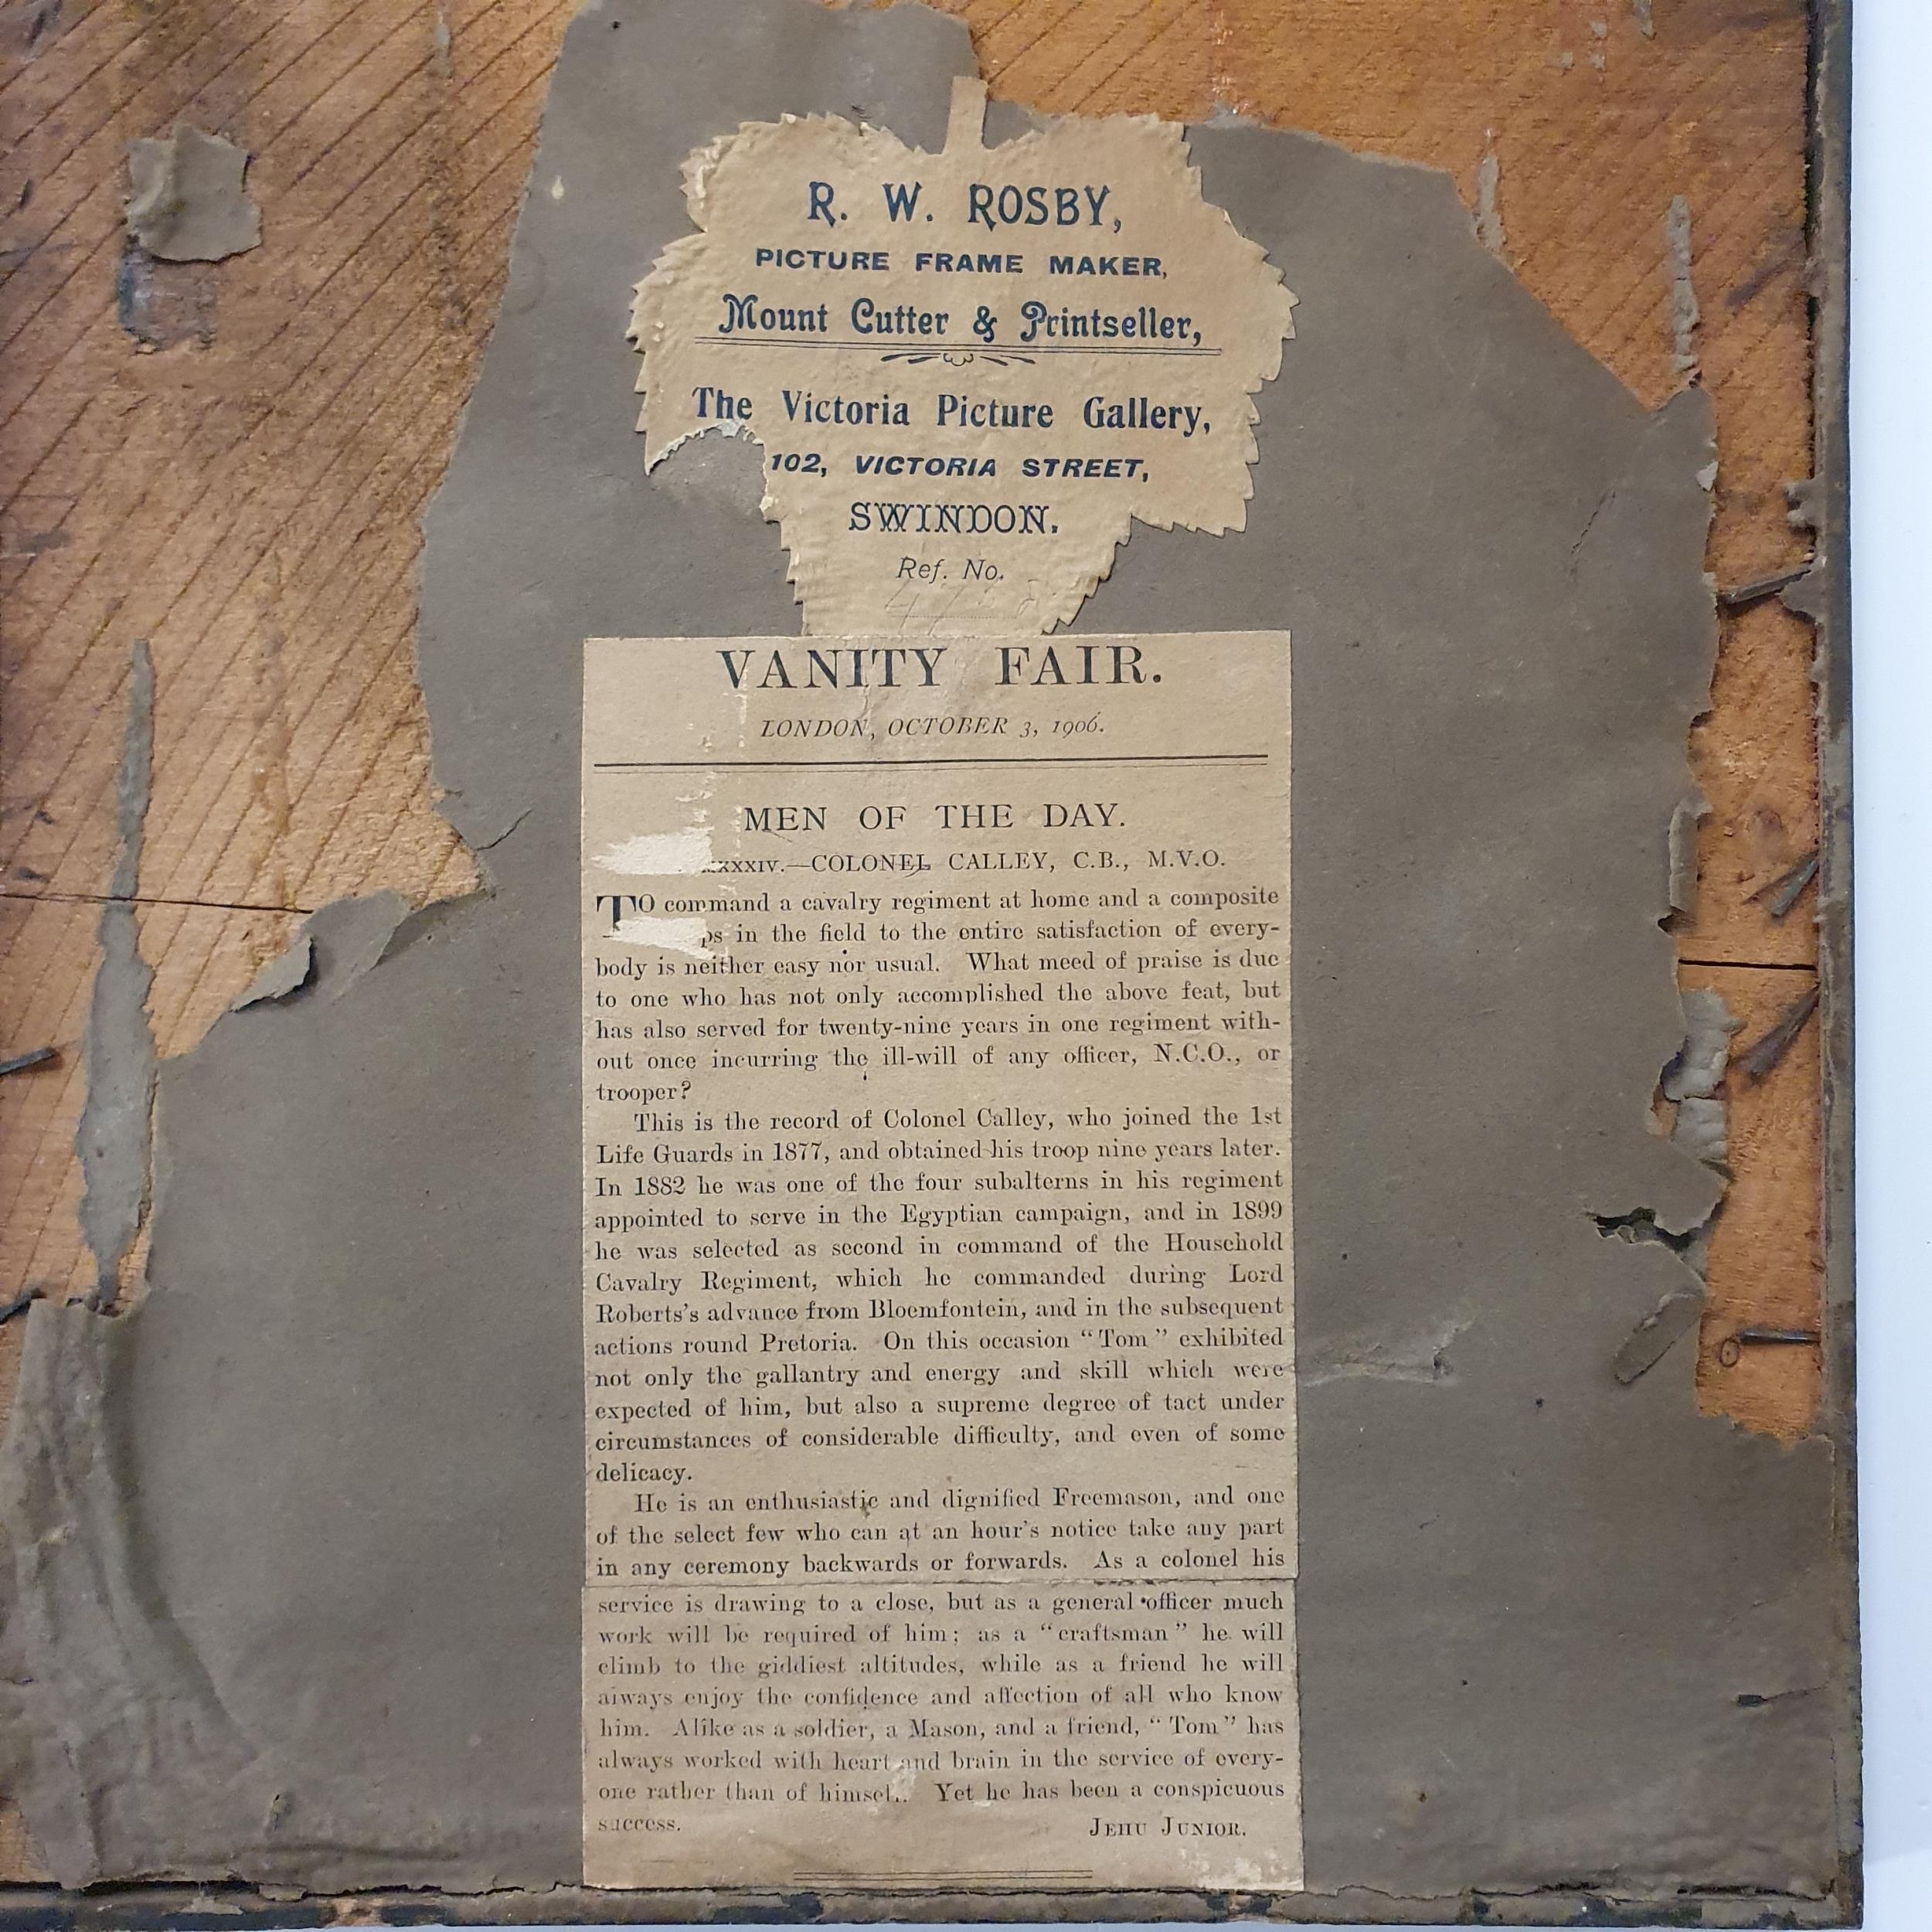 R. W. ROSBY,
PICTURE FRAME MAKER,
Mount Cutter & Printseller,
The Victoria Picture Gallery,
102, VICTORIA STREET,
SWINDON.
Ref. No.
VANITY FAIR.
LONDON, OCTOBER 3, 1906.
MEN OF THE DAY.
XXXIV.—COLONEL CALLEY, C.B., M.V.O.
TO command a cavalry regiment at home and a composite
in the field to the entire satisfaction of every-
body is neither easy nor usual. What meed of praise is due
to one who has not only accomplished the above feat, but
has also served for twenty-nine years in one regiment with-
out once incurring the ill-will of any officer, N.C.O., or
trooper?
This is the record of Colonel Calley, who joined the 1st
Life Guards in 1877, and obtained his troop nine years later.
In 1882 he was one of the four subalterns in his regiment
appointed to serve in the Egyptian campaign, and in 1899
he was selected as second in command of the Household
Cavalry Regiment, which he commanded during Lord
Roberts's advance from Bloemfontein, and in the subsequent
actions round Pretoria. On this occasion "Tom" exhibited
not only the gallantry and energy and skill which were
expected of him, but also a supreme degree of tact under
circumstances of considerable difficulty, and even of some
delicacy.
He is an enthusiastic and dignified Freemason, and one
of the select few who can at an hour's notice take any part
in any ceremony backwards or forwards. As a colonel his
service is drawing to a close, but as a general officer much
work will be required of him; as a "craftsman" he will
climb to the giddiest altitudes, while as a friend he will
always enjoy the confidence and affection of all who know
him. Alike as a soldier, a Mason, and a friend, "Tom" has
always worked with heart and brain in the service of every-
one rather than of himself. Yet he has been a conspicuous
success.
JEHU JUNIOR.